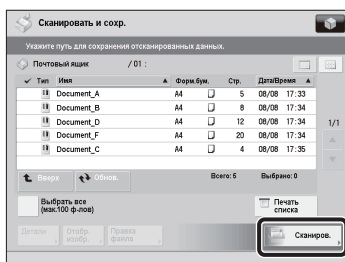 Сканировать и сохр.
Укажите путь для сохранения отсканированных данных.
Почтовый ящик / 01 :
Тип Имя Форм.бум. Стр. Дата/Время
Document_A A4 5 08/08 17:33
Document_B A4 8 08/08 17:34
Document_D A4 12 08/08 17:34
Document_F A4 20 08/08 17:34
Document_C A4 4 08/08 17:35
1/1
Вверх Обнов. Всего: 5 Выбрано: 0
Выбрать все
(мак.100 ф-лов)
Печать
списка
Детали
Отобр.
изобр.
Правка
файла
Сканиров.